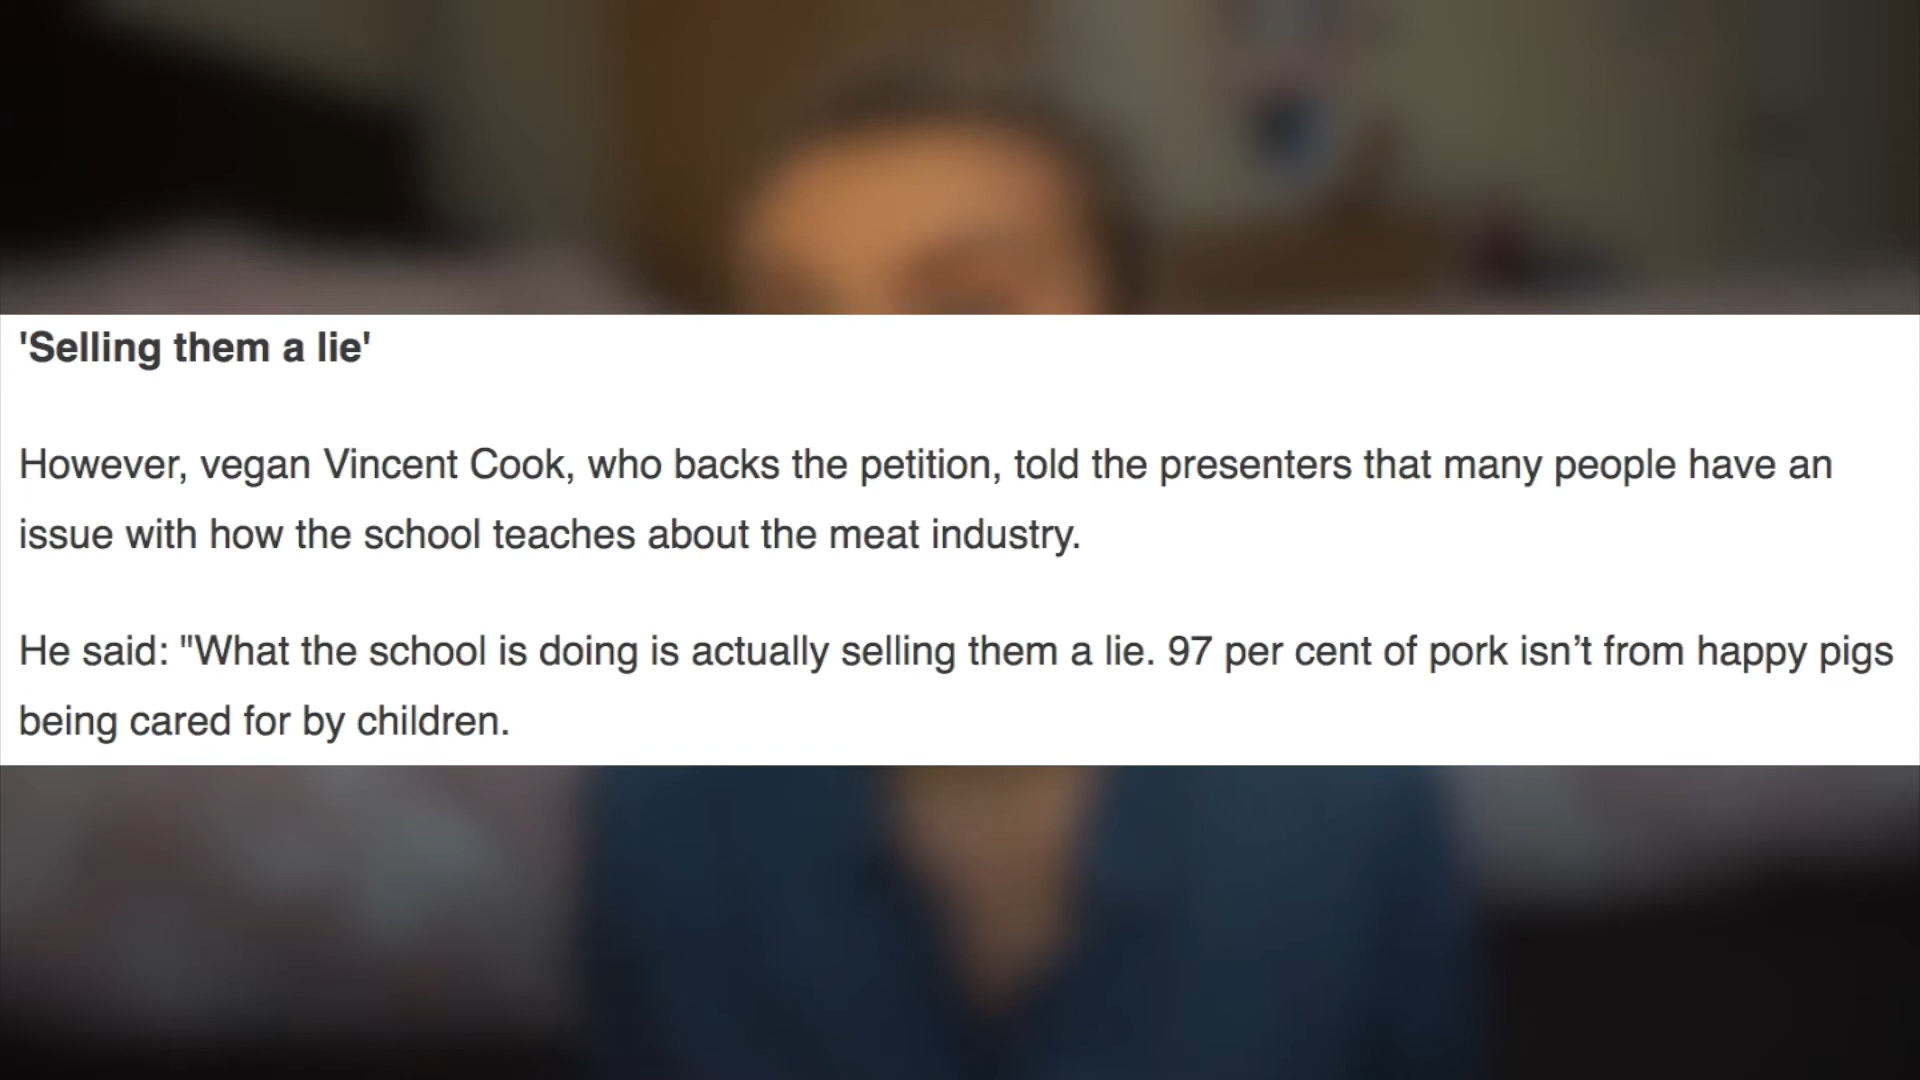 'Selling them a lie'
However, vegan Vincent Cook, who backs the petition, told the presenters that many people have an
issue with how the school teaches about the meat industry.
He said: "What the school is doing is actually selling them a lie. 97 per cent of pork isn’t from happy pigs
being cared for by children.